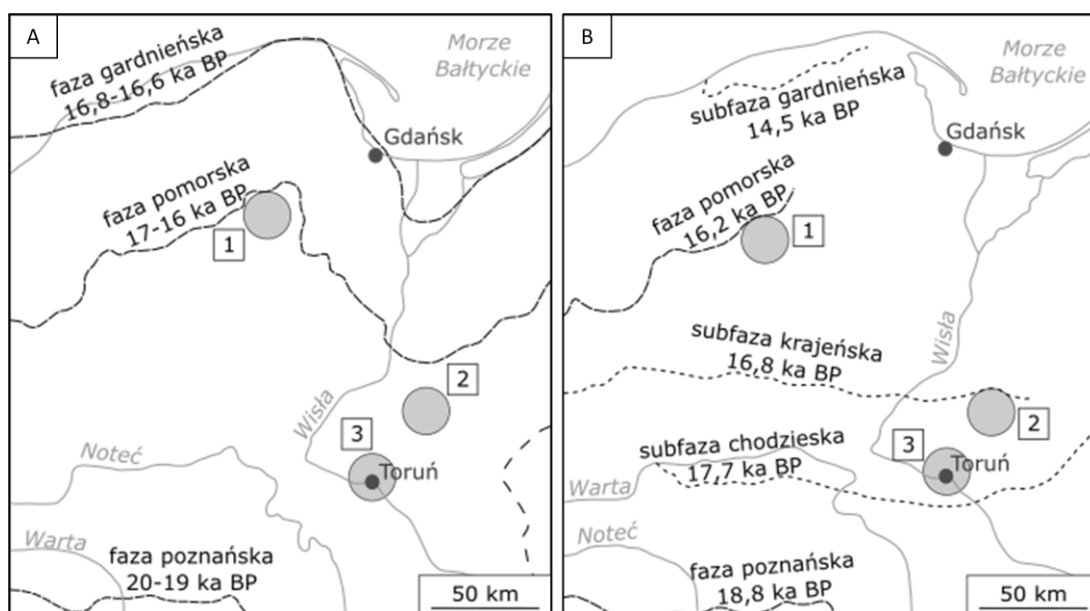 A
faza gardnieńska
16,8-16,6 ka BP
Morze
Bałtyckie
Gdańsk
faza pomorska
17-16 ka BP
1
2
Wisła
3
Noteć
Toruń
Warta
faza poznańska
20-19 ka BP
50 km
B
Morze
Bałtyckie
subfaza gardnieńska
14,5 ka BP
Gdańsk
faza pomorska
16,2 ka BP
1
subfaza krajeńska
16,8 ka BP
Wisła
2
3
subfaza chodzieska
17,7 ka BP
Toruń
Warta
Noteć
faza poznańska
18,8 ka BP
50 km